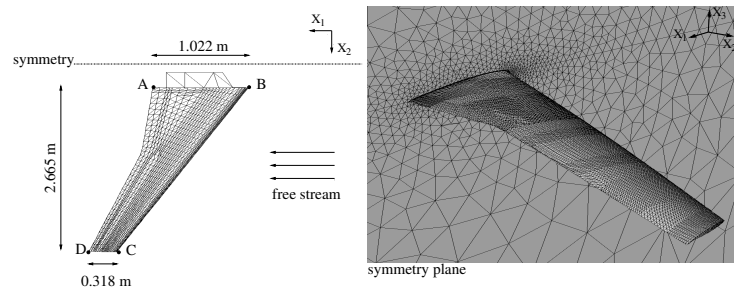 X1
X2
1.022 m
symmetry
A
B
2.665 m
free stream
D
C
0.318 m
X3
X1
X2
symmetry plane